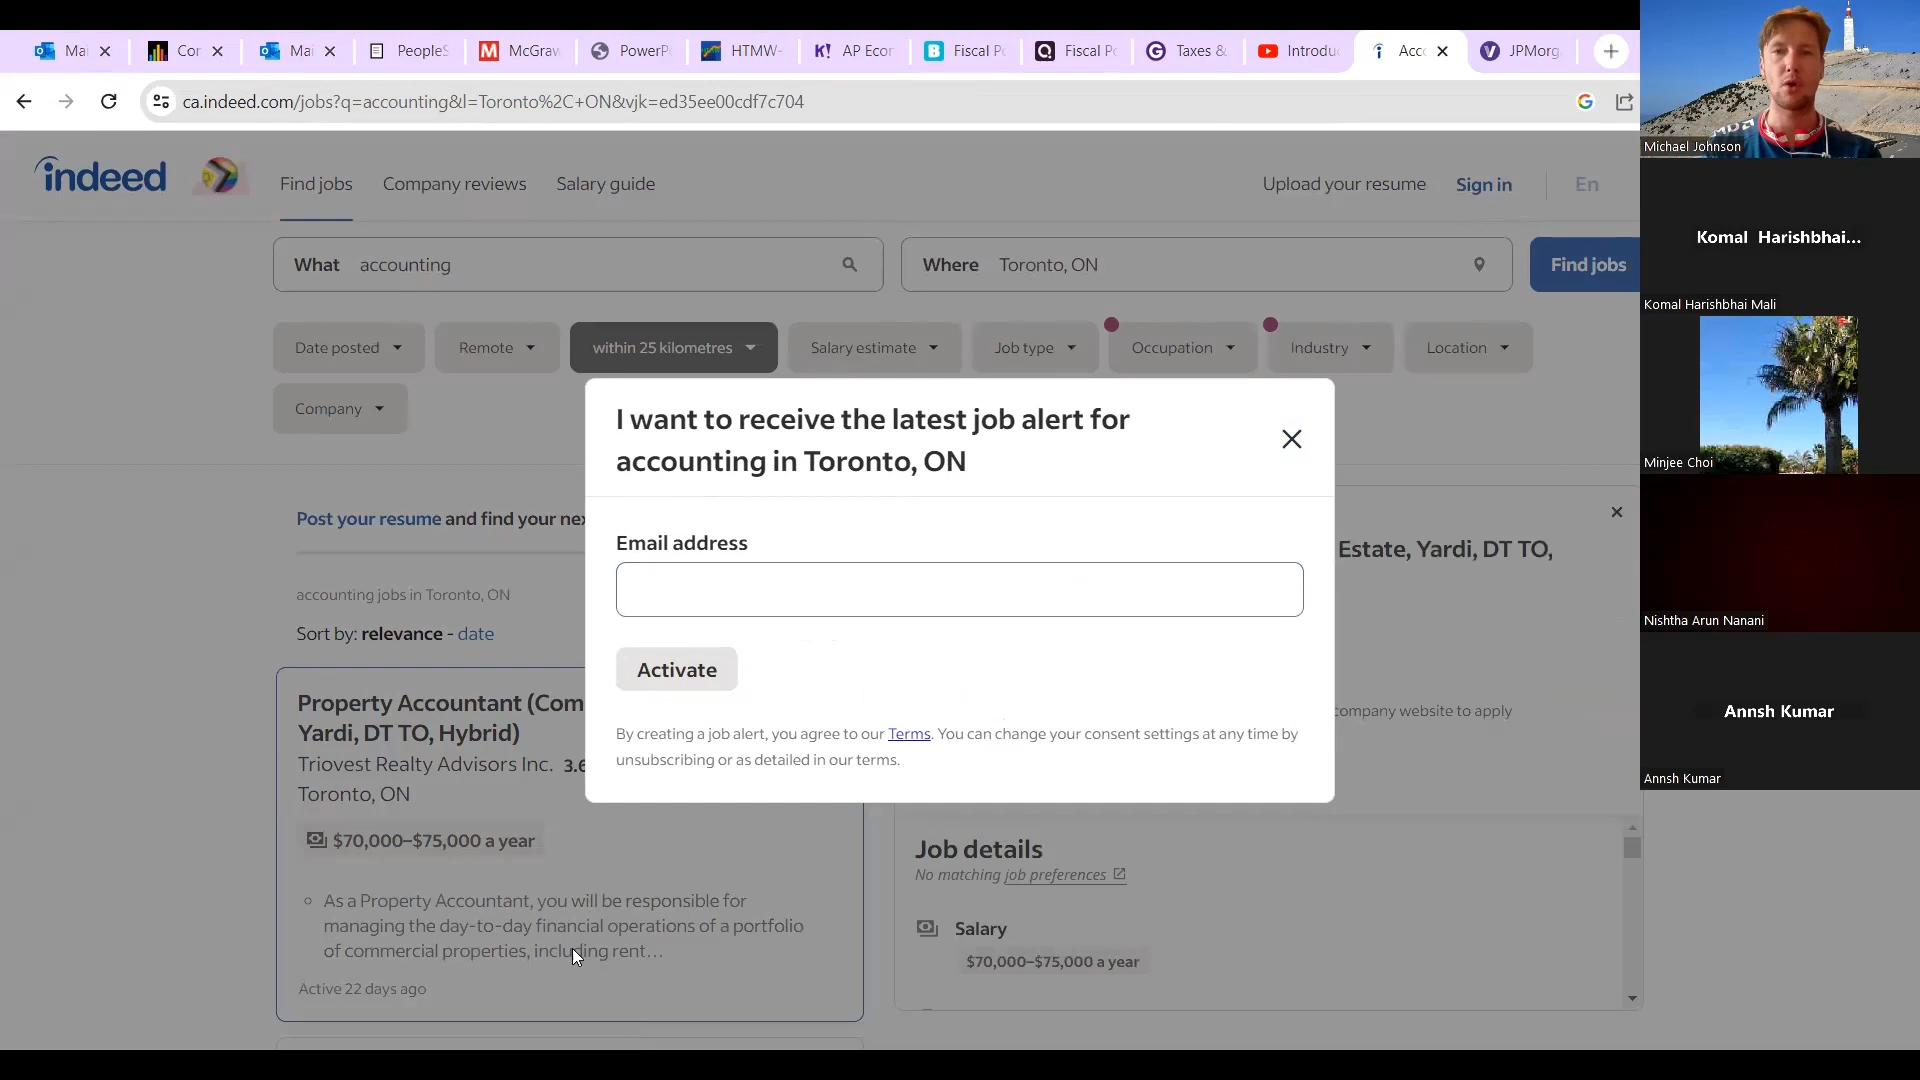 Mai
Cor
Mai
PeopleS
McGraw
PowerP
HTMW-
AP Econ
Fiscal Po
Fiscal Po
Taxes &
Introduc
Acc
JPMorg
ca.indeed.com/jobs?q=accounting&l=Toronto%2C+ON&vjk=ed35ee00cdf7c704
indeed
Find jobs
Company reviews
Salary guide
Upload your resume
Sign in
En
What accounting
Where Toronto, ON
Find jobs
Date posted
Remote
within 25 kilometres
Salary estimate
Job type
Occupation
Industry
Location
Company
I want to receive the latest job alert for
accounting in Toronto, ON
Email address
Activate
By creating a job alert, you agree to our Terms. You can change your consent settings at any time by
unsubscribing or as detailed in our terms.
Post your resume and find your nex
accounting jobs in Toronto, ON
Sort by: relevance - date
Property Accountant (Com
Yardi, DT TO, Hybrid)
Triovest Realty Advisors Inc. 3.6
Toronto, ON
$70,000–$75,000 a year
As a Property Accountant, you will be responsible for
managing the day-to-day financial operations of a portfolio
of commercial properties, including rent…
Active 22 days ago
Estate, Yardi, DT TO,
company website to apply
Job details
No matching job preferences
Salary
$70,000–$75,000 a year
Michael Johnson
Komal Harishbhai...
Komal Harishbhai Mali
Minjee Choi
Nishtha Arun Nanani
Annsh Kumar
Annsh Kumar